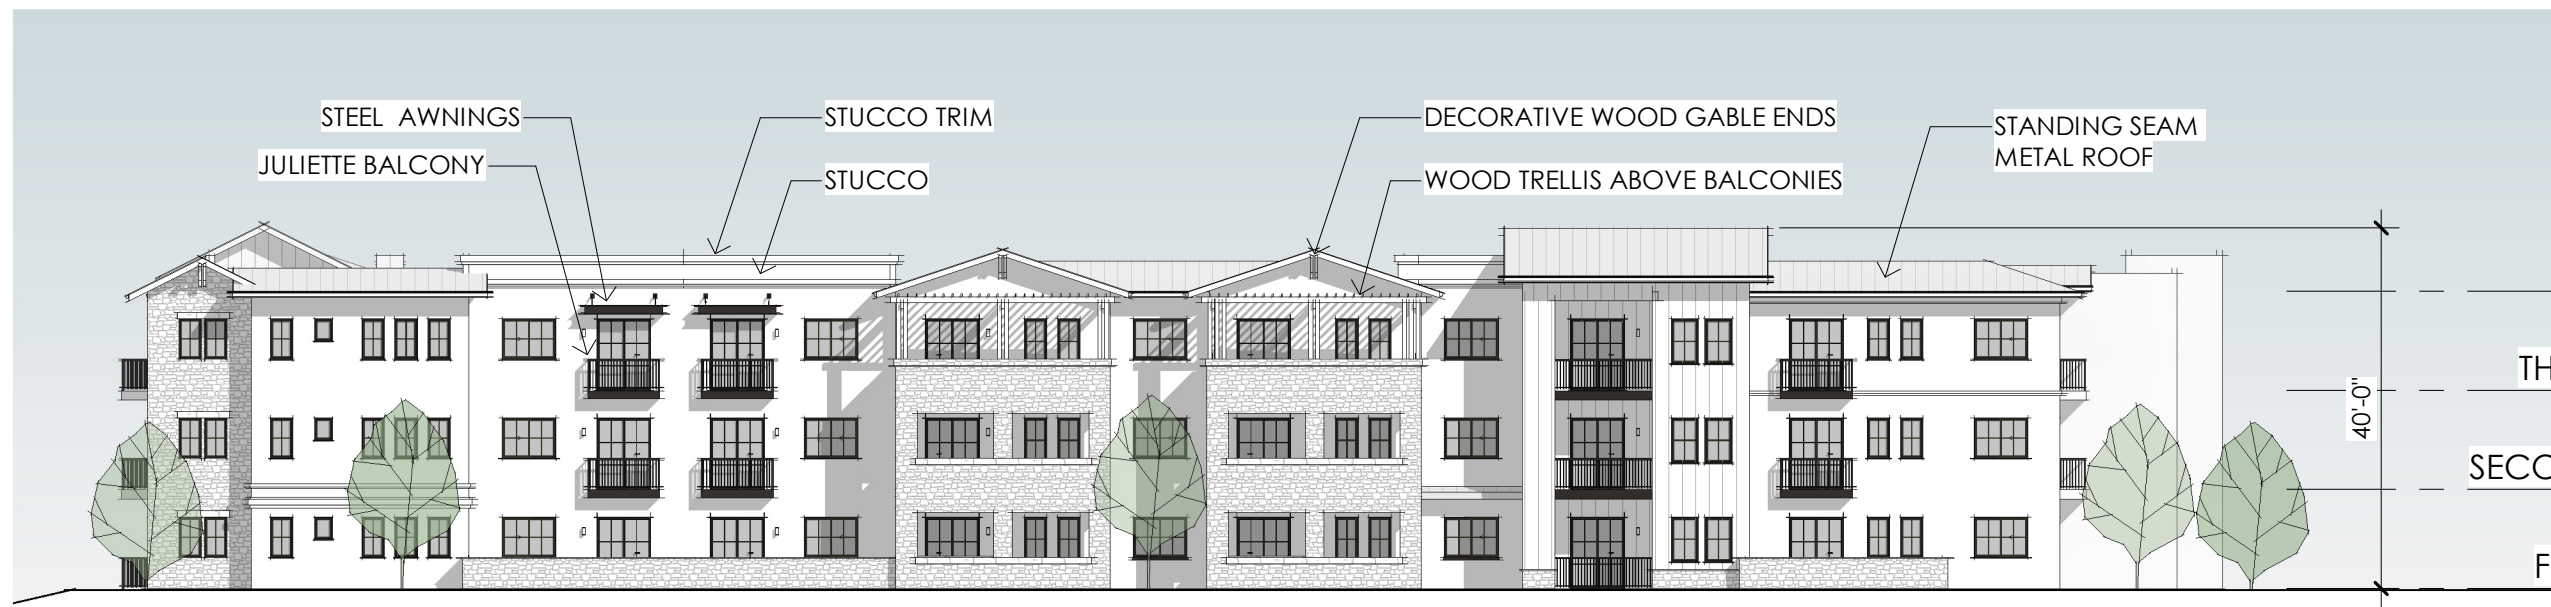 STEEL AWNINGS
JULIETTE BALCONY
STUCCO TRIM
STUCCO
DECORATIVE WOOD GABLE ENDS
WOOD TRELLIS ABOVE BALCONIES
STANDING SEAM
METAL ROOF
40'-0"
TH
SECO
F